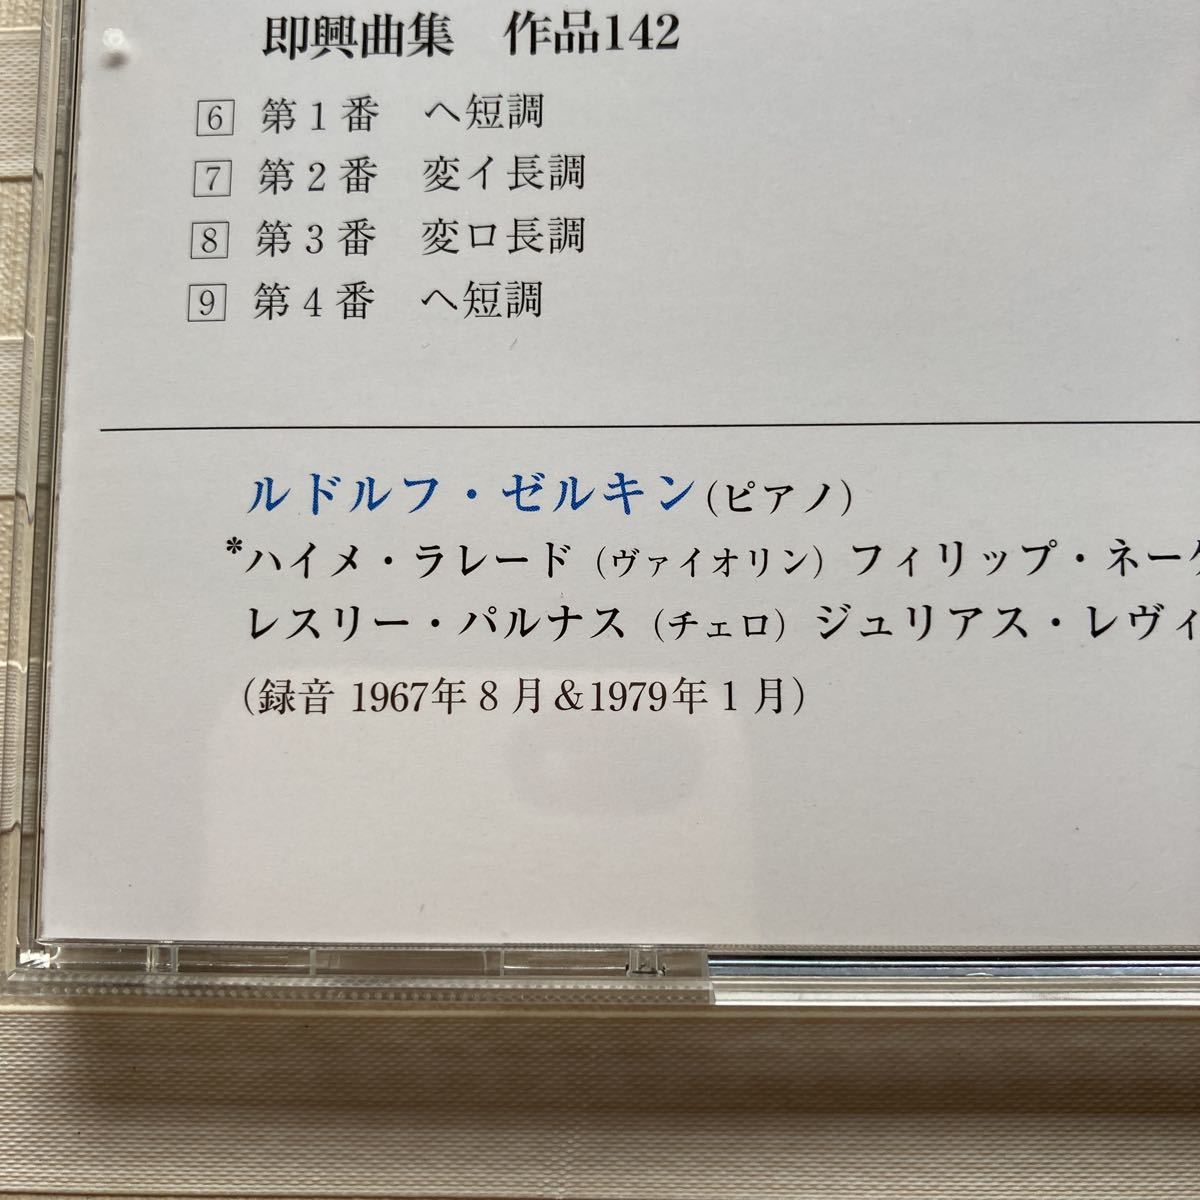 即興曲集　作品142
6 第1番　ヘ短調
7 第2番　変イ長調
8 第3番　変ロ長調
9 第4番　ヘ短調
ルドルフ・ゼルキン（ピアノ）
*ハイメ・ラレード（ヴァイオリン）フィリップ・ネーゲ
レスリー・パルナス（チェロ）ジュリアス・レヴィ
（録音 1967年8月&1979年1月）